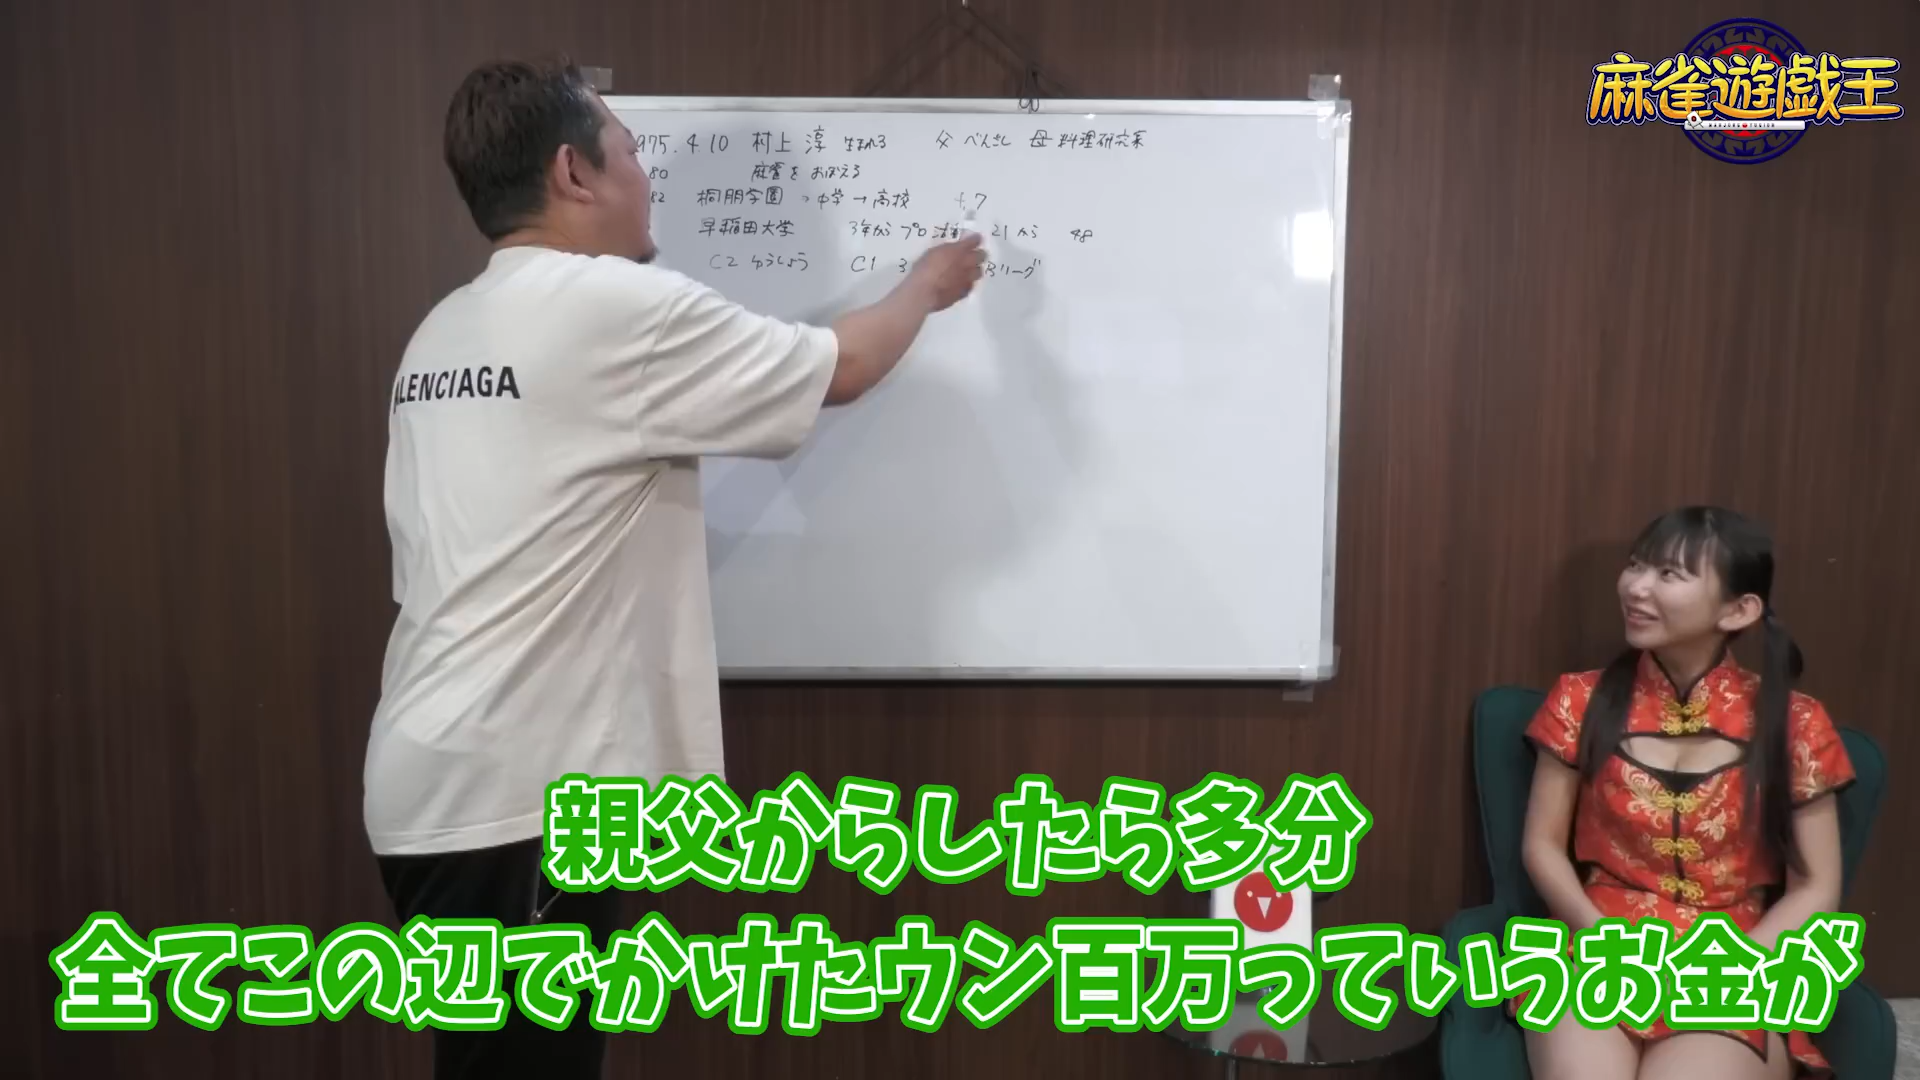 麻雀遊戯王
975.4.10 村上 淳 生まれる 父 べんごし 母 料理研究家
80 麻雀を おぼえる
82 桐朋学園 中学→高校 4.7
早稲田大学 3年から プロ 21から 48
C2 ゆうしょう C1 3 Bリーグ
ALENCIAGA
親父からしたら多分
全てこの辺でかけたウン百万っていうお金が